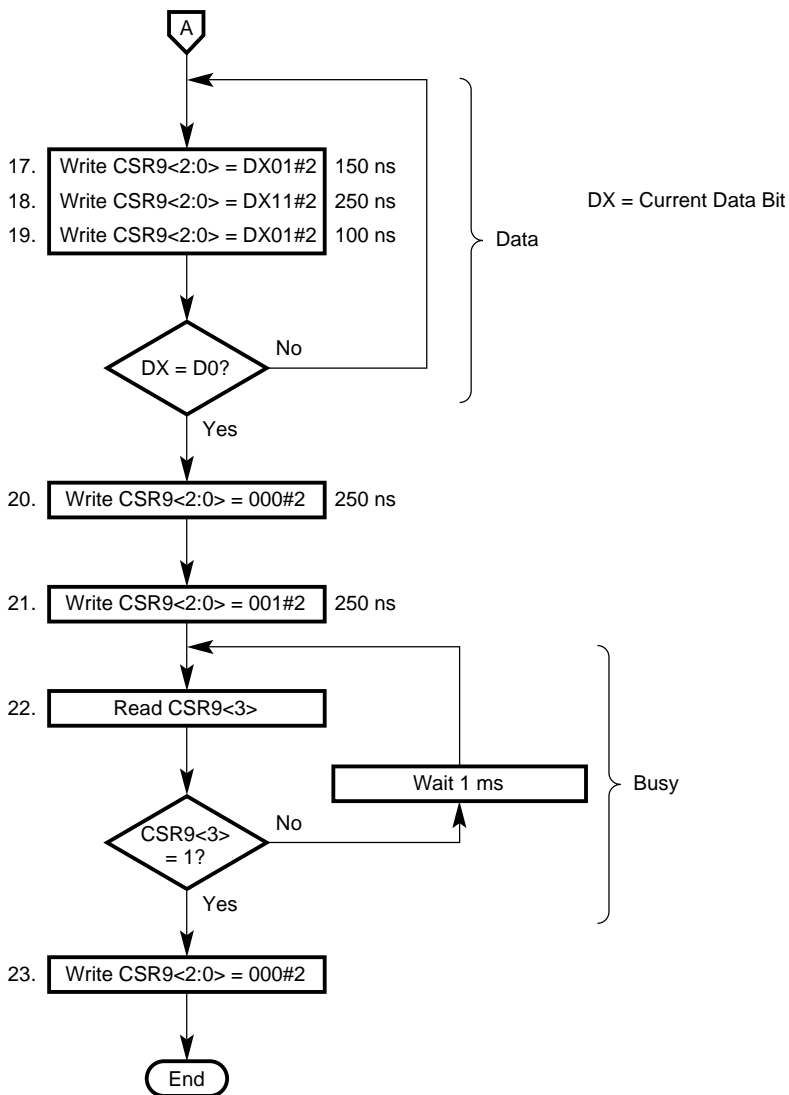 A
17. Write CSR9<2:0> = DX01#2 150 ns
18. Write CSR9<2:0> = DX11#2 250 ns
19. Write CSR9<2:0> = DX01#2 100 ns
DX = Current Data Bit
Data
DX = D0?
No
Yes
20. Write CSR9<2:0> = 000#2 250 ns
21. Write CSR9<2:0> = 001#2 250 ns
22. Read CSR9<3>
Wait 1 ms
Busy
CSR9<3>
= 1?
No
Yes
23. Write CSR9<2:0> = 000#2
End